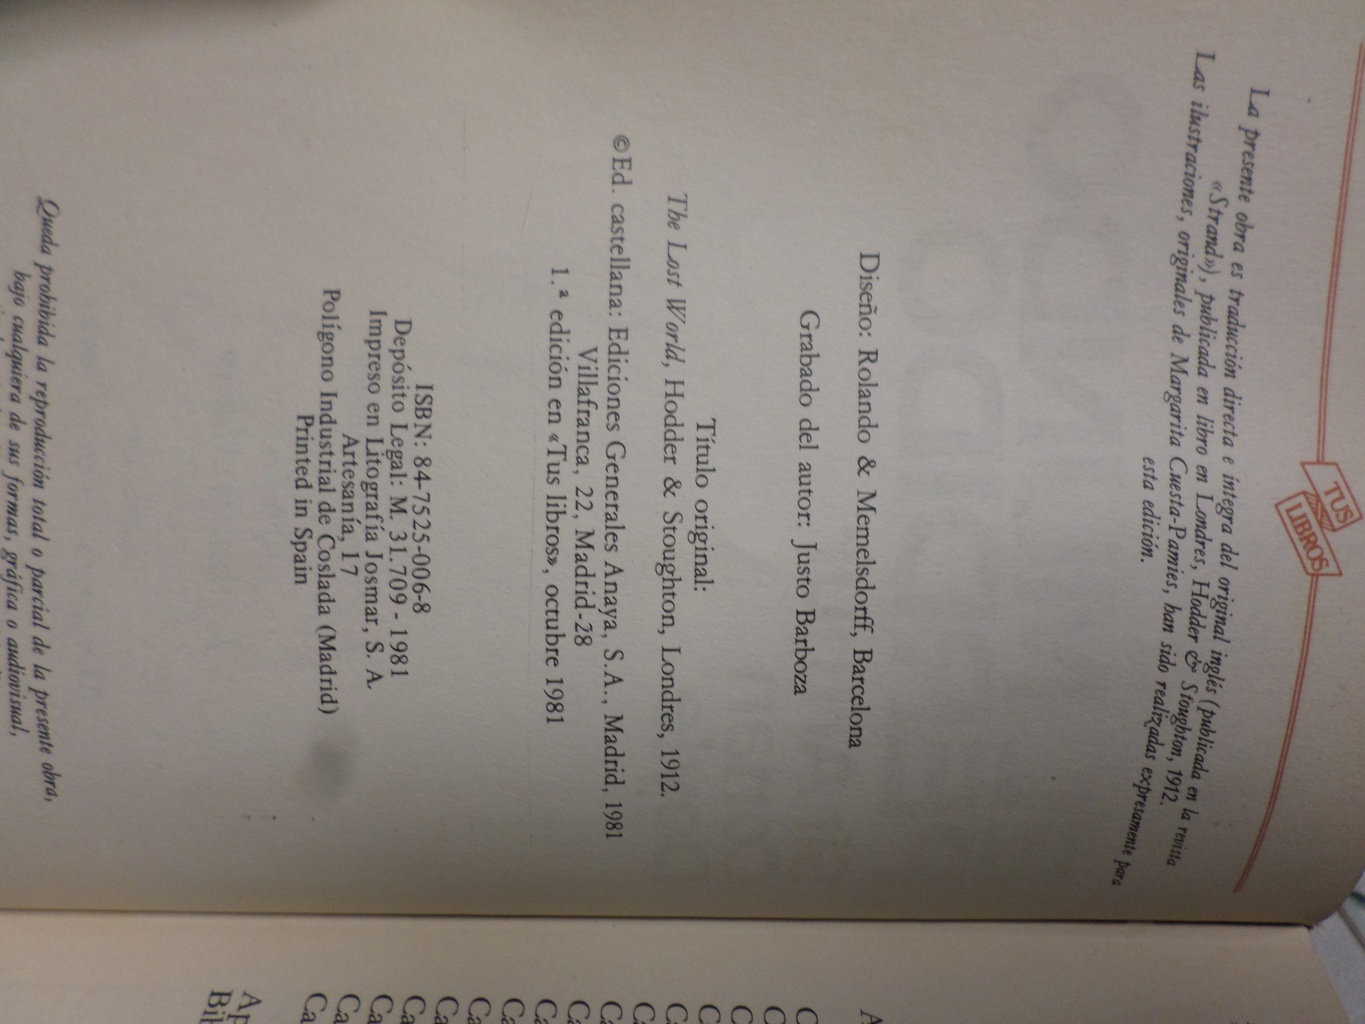 TUS
LIBROS
La presente obra es traducción directa e íntegra del original inglés (publicada en la revista
«Strand»), publicada en libro en Londres, Hodder & Stoughton, 1912.
Las ilustraciones, originales de Margarita Cuesta-Pamies, han sido realizadas expresamente para
esta edición.
Diseño: Rolando & Memelsdorff, Barcelona
Grabado del autor: Justo Barboza
Título original:
The Lost World, Hodder & Stoughton, Londres, 1912.
© Ed. castellana: Ediciones Generales Anaya, S.A., Madrid, 1981
Villafranca, 22, Madrid-28
1.ª edición en «Tus libros», octubre 1981
ISBN: 84-7525-006-8
Depósito Legal: M. 31.709 - 1981
Impreso en Litografía Josmar, S. A.
Artesanía, 17
Polígono Industrial de Coslada (Madrid)
Printed in Spain
Queda prohibida la reproducción total o parcial de la presente obra,
bajo cualquiera de sus formas, gráfica o audiovisual,